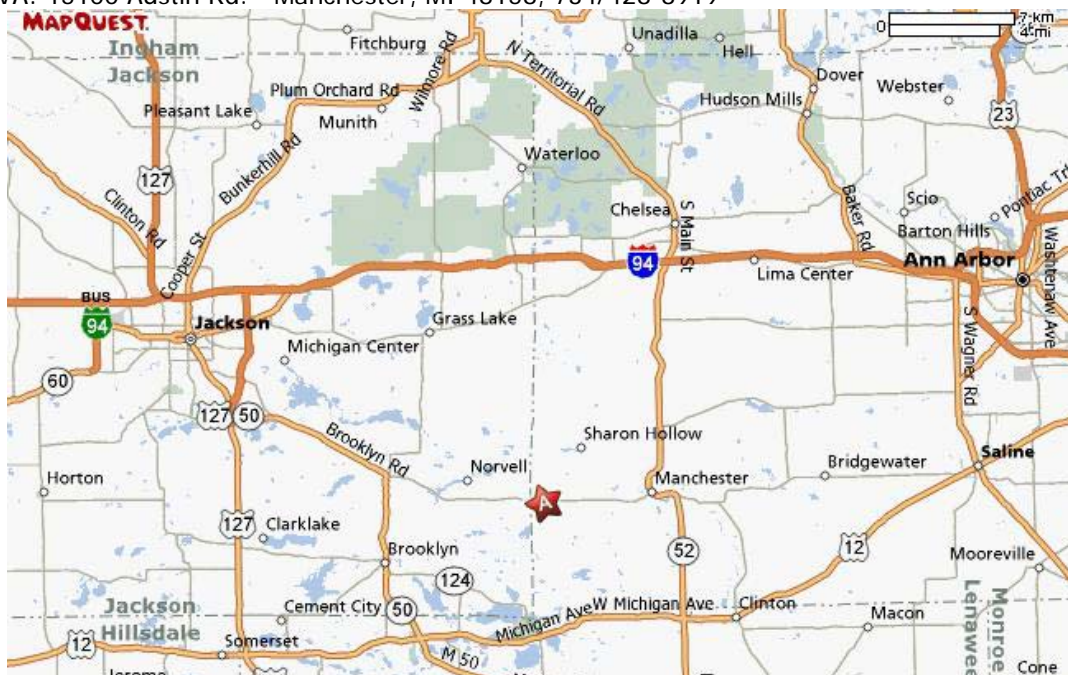 MAPQUEST.
0
7 km
4 mi
Ingham
Jackson
Fitchburg
Wilmore Rd
N Territorial Rd
Unadilla
Hell
Plum Orchard Rd
Pleasant Lake
Munith
Dover
Hudson Mills
Webster
23
Waterloo
127
Bunkerhill Rd
Clinton Rd
Cooper St
Chelsea
S Main St
Baker Rd
Scio
Pontiac Trl
Barton Hills
94
Lima Center
Ann Arbor
Washtenaw Ave
BUS
94
Jackson
Grass Lake
Michigan Center
60
S Wagner Rd
127
50
Brooklyn Rd
Sharon Hollow
Norvell
A
Manchester
Bridgewater
Saline
Horton
127
Clarklake
Brooklyn
52
12
Mooreville
124
Jackson
Hillsdale
Cement City
50
Michigan Ave
W Michigan Ave
Clinton
Macon
Monroe
Lenawee
12
Somerset
M 50
Cone